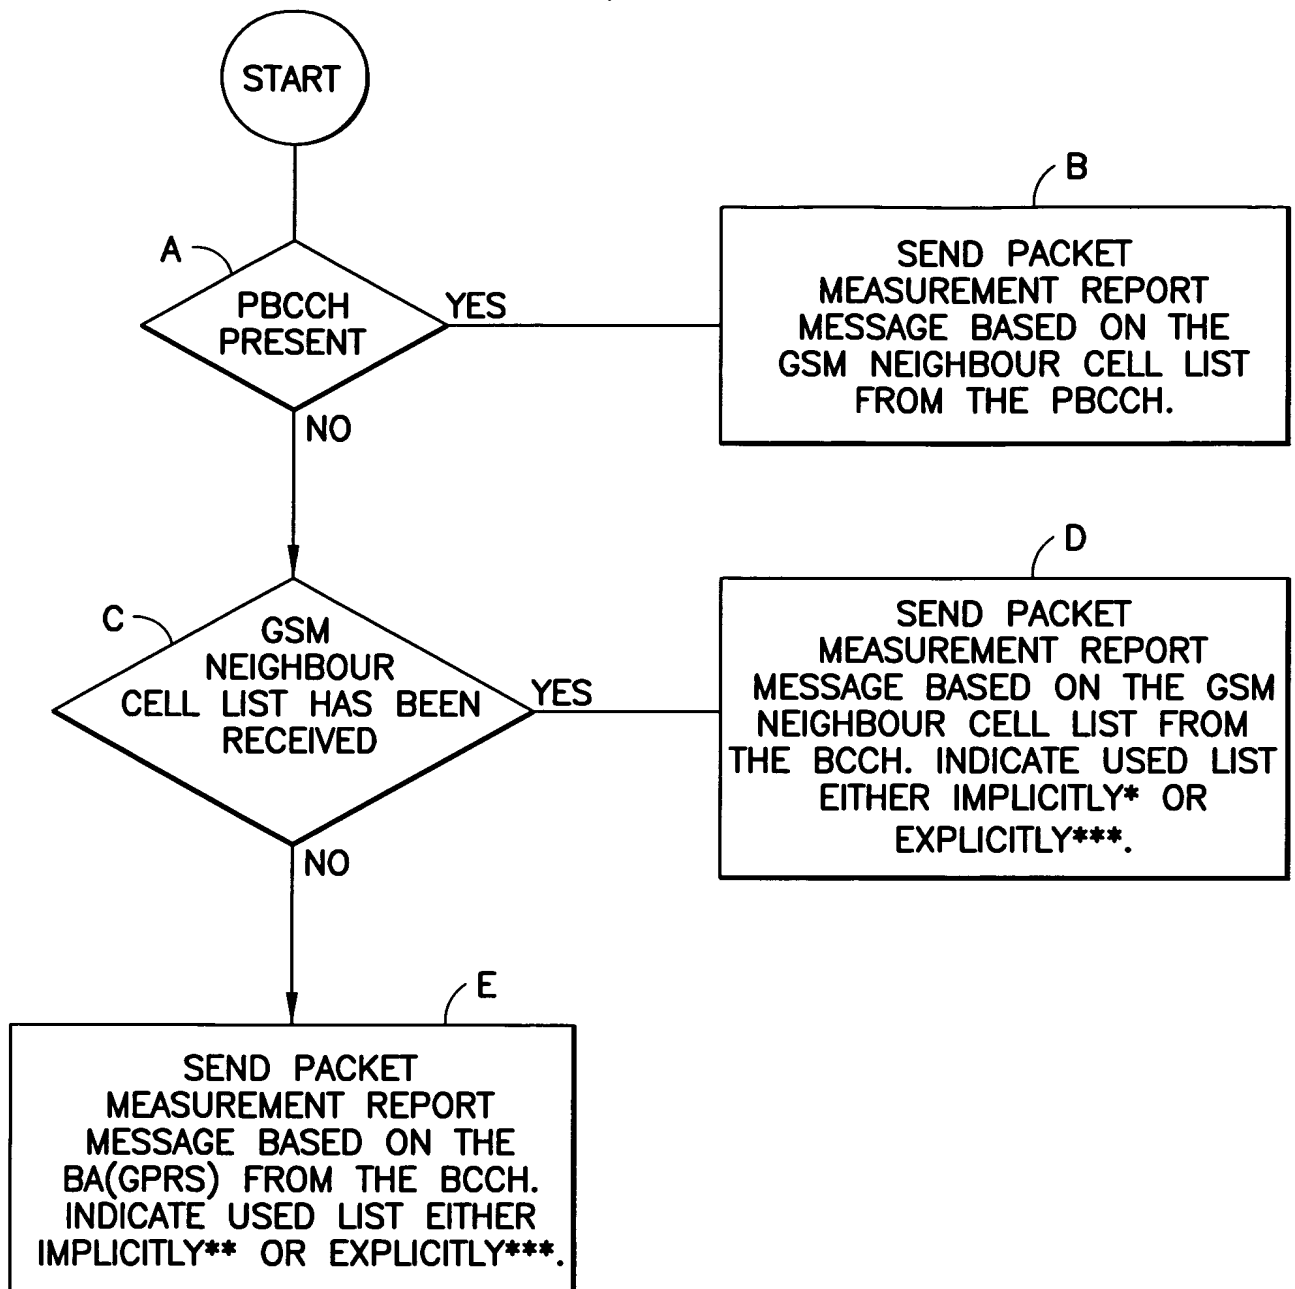 START
A
PBCCH
PRESENT
YES
NO
B
SEND PACKET
MEASUREMENT REPORT
MESSAGE BASED ON THE
GSM NEIGHBOUR CELL LIST
FROM THE PBCCH.
C
GSM
NEIGHBOUR
CELL LIST HAS BEEN
RECEIVED
YES
NO
D
SEND PACKET
MEASUREMENT REPORT
MESSAGE BASED ON THE GSM
NEIGHBOUR CELL LIST FROM
THE BCCH. INDICATE USED LIST
EITHER IMPLICITLY* OR
EXPLICITLY***.
E
SEND PACKET
MEASUREMENT REPORT
MESSAGE BASED ON THE
BA(GPRS) FROM THE BCCH.
INDICATE USED LIST EITHER
IMPLICITLY** OR EXPLICITLY***.